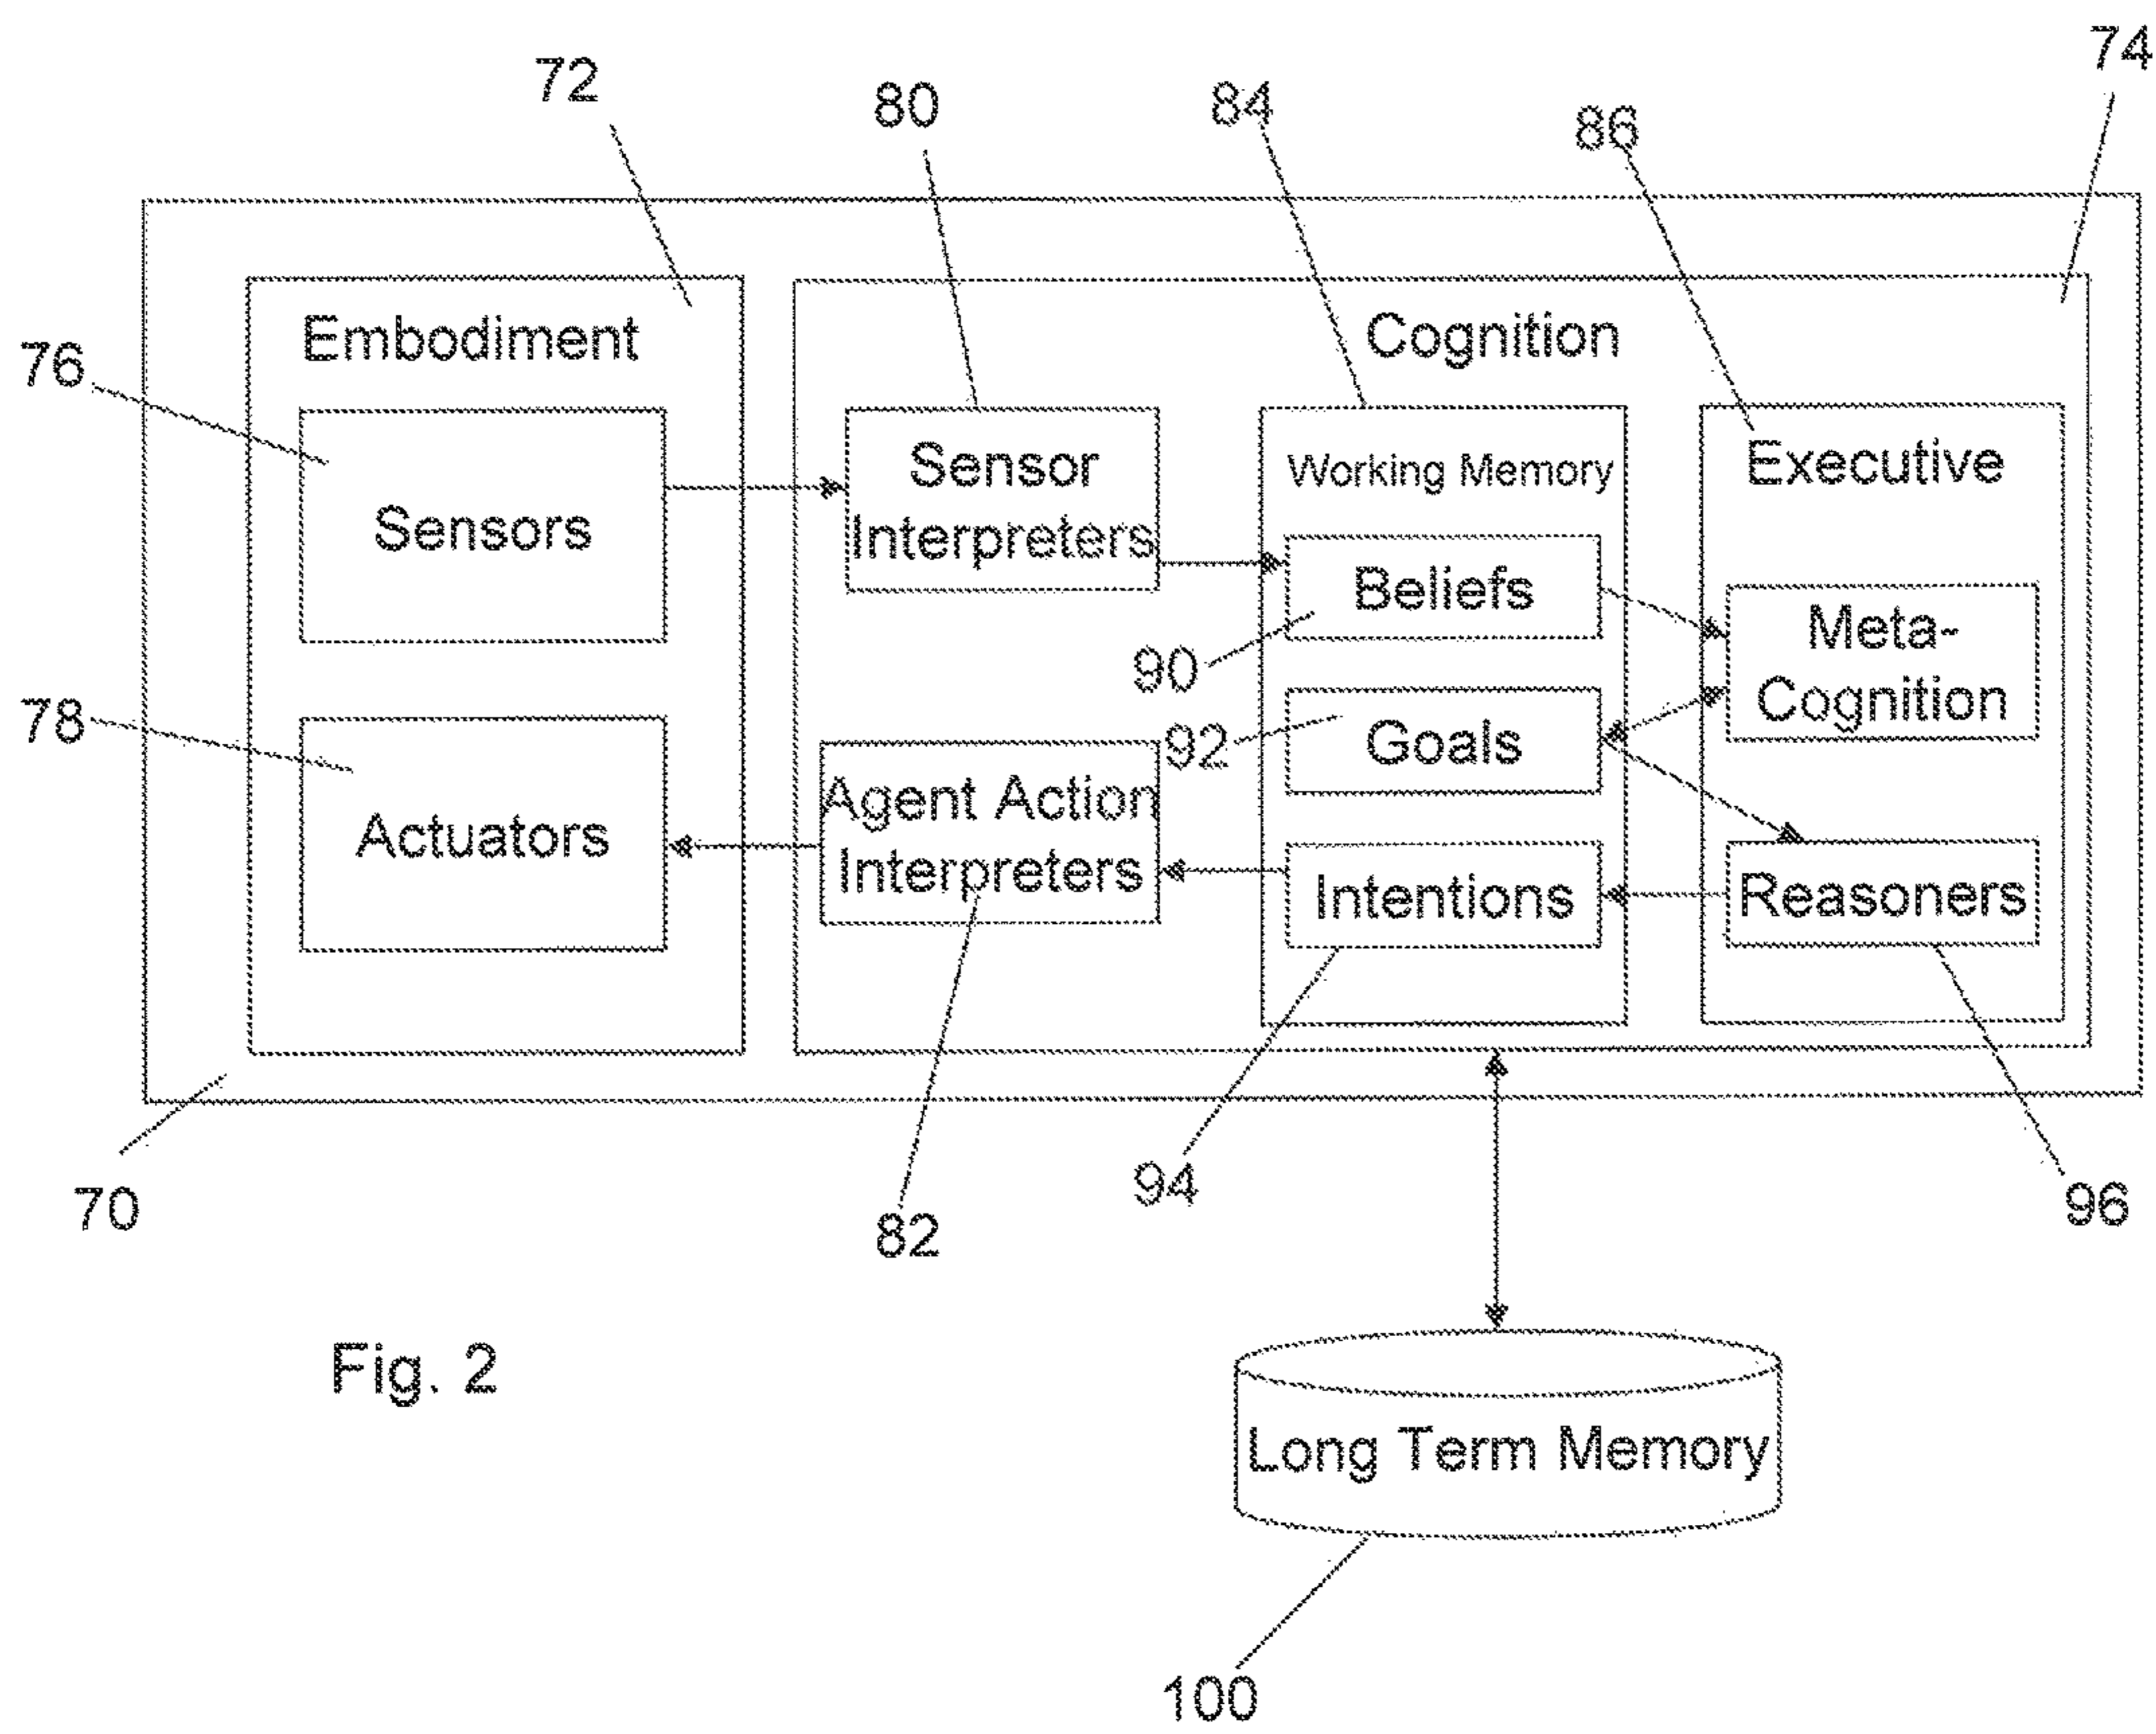 74
72
80
84
86
Embodiment
Cognition
76
Sensors
Sensor
Interpreters
Working Memory
Executive
Beliefs
Meta-
Cognition
90
78
Actuators
Agent Action
Interpreters
92
Goals
Intentions
Reasoners
70
82
94
96
Fig. 2
Long Term Memory
100